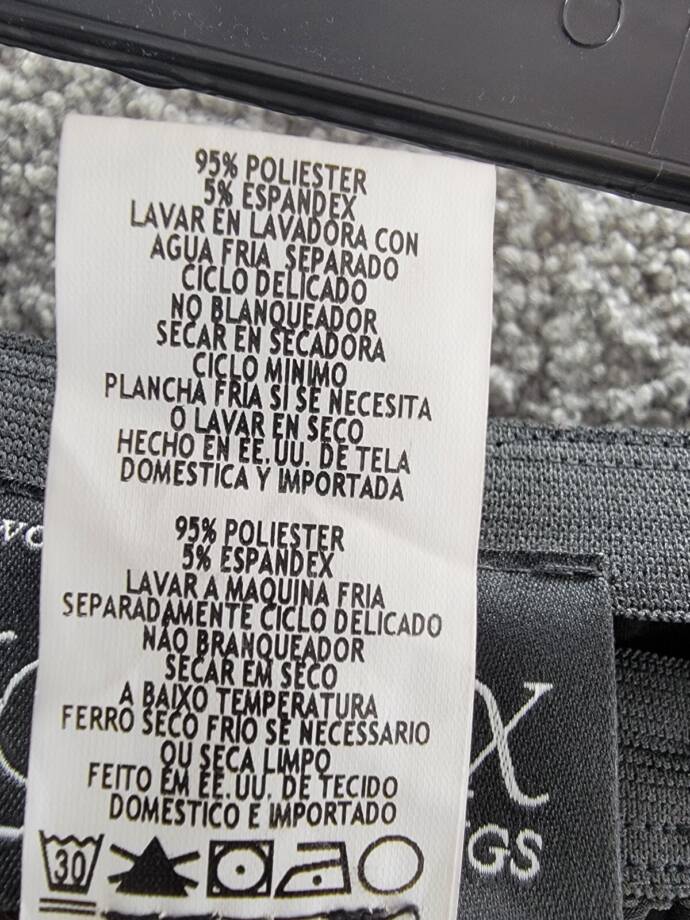 95% POLIESTER
5% ESPANDEX
LAVAR EN LAVADORA CON
AGUA FRIA SEPARADO
CICLO DELICADO
NO BLANQUEADOR
SECAR EN SECADORA
CICLO MINIMO
PLANCHA FRIA SI SE NECESITA
O LAVAR EN SECO
HECHO EN EE.UU. DE TELA
DOMESTICA Y IMPORTADA
95% POLIESTER
5% ESPANDEX
LAVAR A MAQUINA FRIA
SEPARADAMENTE CICLO DELICADO
NÃO BRANQUEADOR
SECAR EM SECO
A BAIXO TEMPERATURA
FERRO SECO FRIO SE NECESSARIO
OU SECA LIMPO
FEITO EM EE.UU. DE TECIDO
DOMESTICO E IMPORTADO
30
X
GS